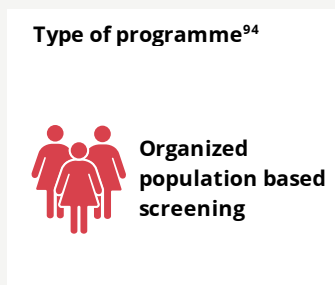 Type of programme⁹⁴
Organized
population based
screening